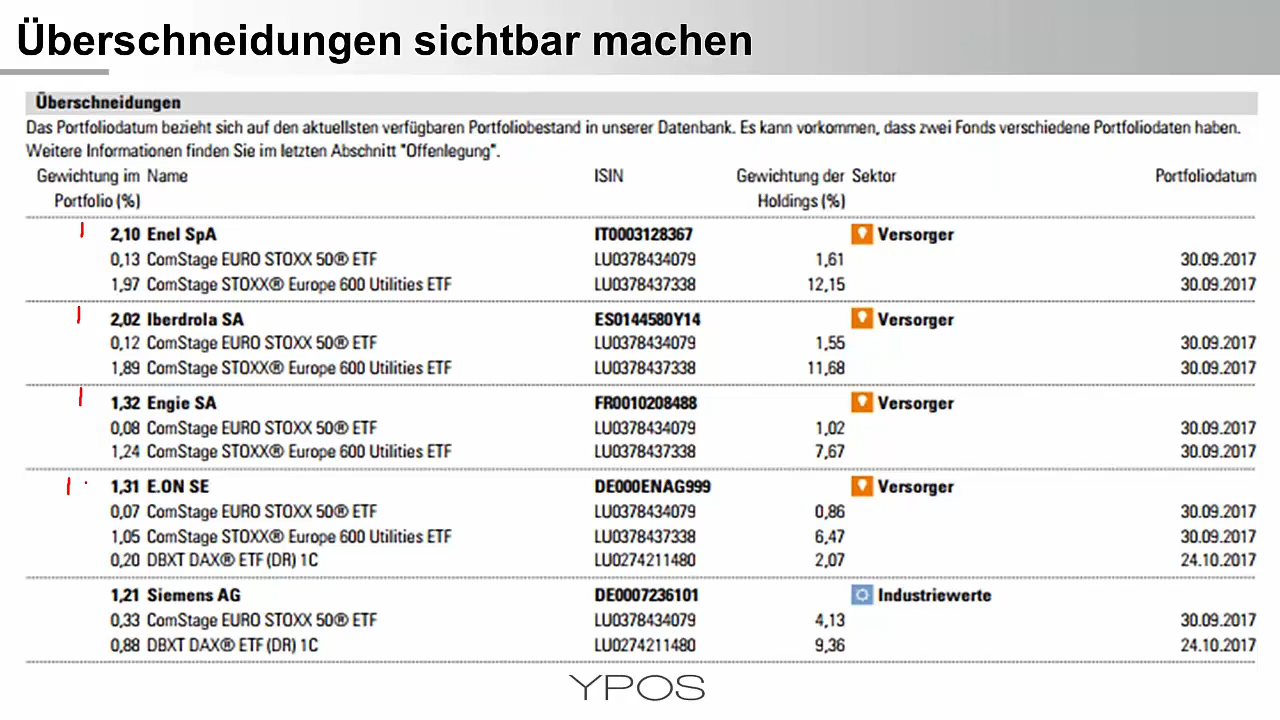 Überschneidungen sichtbar machen
Überschneidungen
Das Portfoliodatum bezieht sich auf den aktuellsten verfügbaren Portfoliobestand in unserer Datenbank. Es kann vorkommen, dass zwei Fonds verschiedene Portfoliodaten haben.
Weitere Informationen finden Sie im letzten Abschnitt "Offenlegung".
Gewichtung im Name ISIN Gewichtung der Sektor Portfoliodatum
Portfolio (%) Holdings (%)
2,10 Enel SpA IT0003128367 Versorger
0,13 ComStage EURO STOXX 50® ETF LU0378434079 1,61 30.09.2017
1,97 ComStage STOXX® Europe 600 Utilities ETF LU0378437338 12,15 30.09.2017
2,02 Iberdrola SA ES0144580Y14 Versorger
0,12 ComStage EURO STOXX 50® ETF LU0378434079 1,55 30.09.2017
1,89 ComStage STOXX® Europe 600 Utilities ETF LU0378437338 11,68 30.09.2017
1,32 Engie SA FR0010208488 Versorger
0,08 ComStage EURO STOXX 50® ETF LU0378434079 1,02 30.09.2017
1,24 ComStage STOXX® Europe 600 Utilities ETF LU0378437338 7,67 30.09.2017
1,31 E.ON SE DE000ENAG999 Versorger
0,07 ComStage EURO STOXX 50® ETF LU0378434079 0,86 30.09.2017
1,05 ComStage STOXX® Europe 600 Utilities ETF LU0378437338 6,47 30.09.2017
0,20 DBXT DAX® ETF (DR) 1C LU0274211480 2,07 24.10.2017
1,21 Siemens AG DE0007236101 Industriewerte
0,33 ComStage EURO STOXX 50® ETF LU0378434079 4,13 30.09.2017
0,88 DBXT DAX® ETF (DR) 1C LU0274211480 9,36 24.10.2017
YPOS